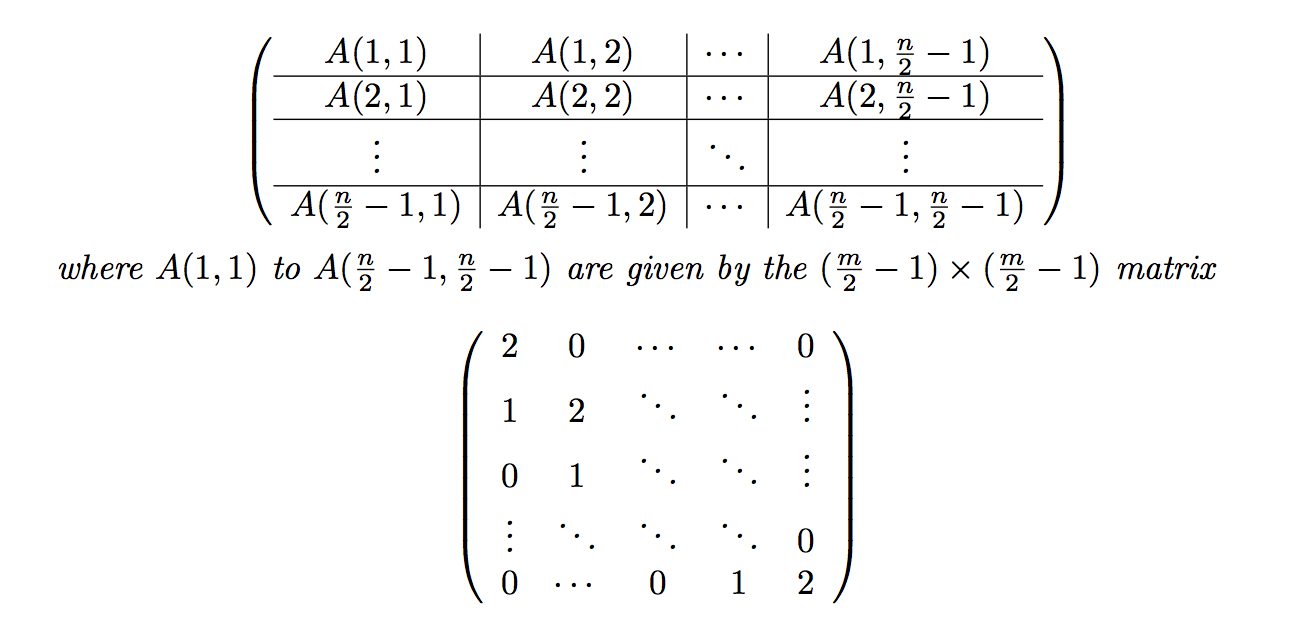 A(1, 1) A(1, 2) ⋯ A(1, n/2 − 1)
A(2, 1) A(2, 2) ⋯ A(2, n/2 − 1)
⋮ ⋮ ⋱ ⋮
A(n/2 − 1, 1) A(n/2 − 1, 2) ⋯ A(n/2 − 1, n/2 − 1)
where A(1, 1) to A(n/2 − 1, n/2 − 1) are given by the (m/2 − 1) × (m/2 − 1) matrix
2 0 ⋯ ⋯ 0
1 2 ⋱ ⋱ ⋮
0 1 ⋱ ⋱ ⋮
⋮ ⋱ ⋱ ⋱ 0
0 ⋯ 0 1 2